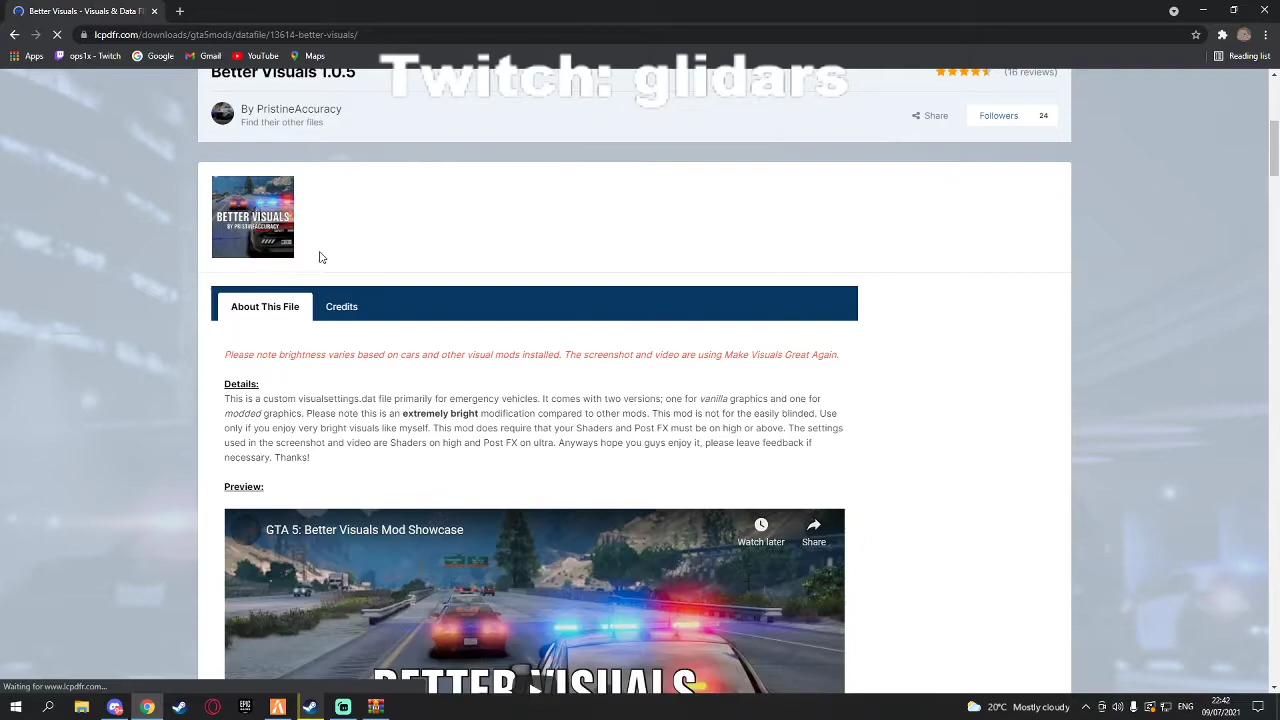 Better Visuals Da
lcpdfr.com/downloads/gta5mods/datafile/13614-better-visuals/
Apps ops1x - Twitch Google Gmail YouTube Maps Reading list
Twitch: glidars
Better Visuals 1.0.5 (16 reviews)
By PristineAccuracy
Find their other files
Share Followers 24
BETTER VISUALS
BY PRISTINEACCURACY
About This File Credits
Please note brightness varies based on cars and other visual mods installed. The screenshot and video are using Make Visuals Great Again.
Details:
This is a custom visualsettings.dat file primarily for emergency vehicles. It comes with two versions; one for vanilla graphics and one for
modded graphics. Please note this is an extremely bright modification compared to other mods. This mod is not for the easily blinded. Use
only if you enjoy very bright visuals like myself. This mod does require that your Shaders and Post FX must be on high or above. The settings
used in the screenshot and video are Shaders on high and Post FX on ultra. Anyways hope you guys enjoy it, please leave feedback if
necessary. Thanks!
Preview:
GTA 5: Better Visuals Mod Showcase
Watch later Share
BETTER VISUALS
Waiting for www.lcpdfr.com...
EPIC
20°C Mostly cloudy
ENG
22:42
09/07/2021